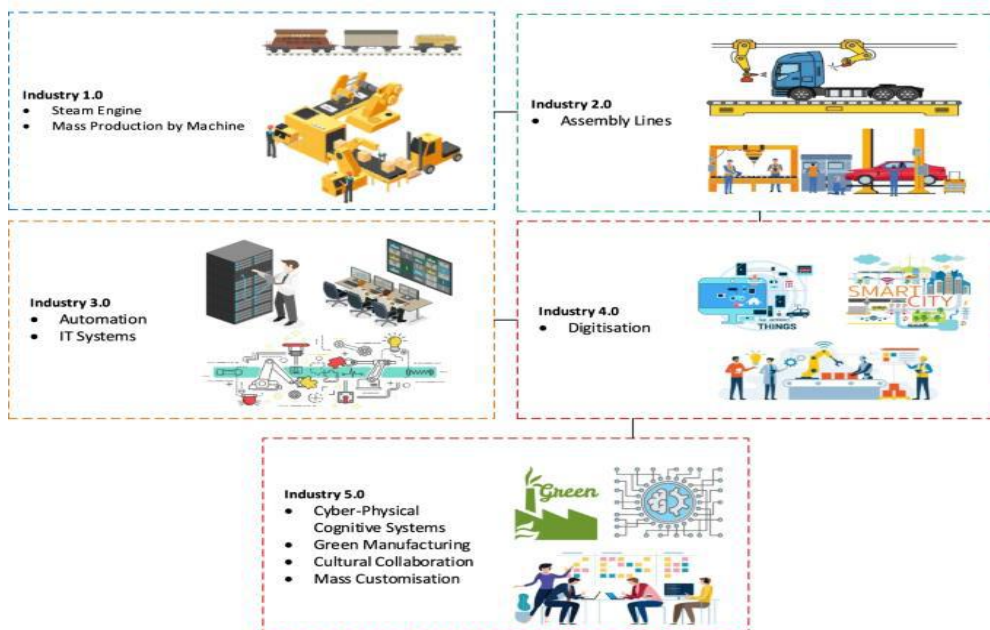 Industry 1.0
• Steam Engine
• Mass Production by Machine
Industry 2.0
• Assembly Lines
Industry 3.0
• Automation
• IT Systems
Industry 4.0
• Digitisation
THINGS
SMART
CITY
Industry 5.0
• Cyber-Physical
Cognitive Systems
• Green Manufacturing
• Cultural Collaboration
• Mass Customisation
Green